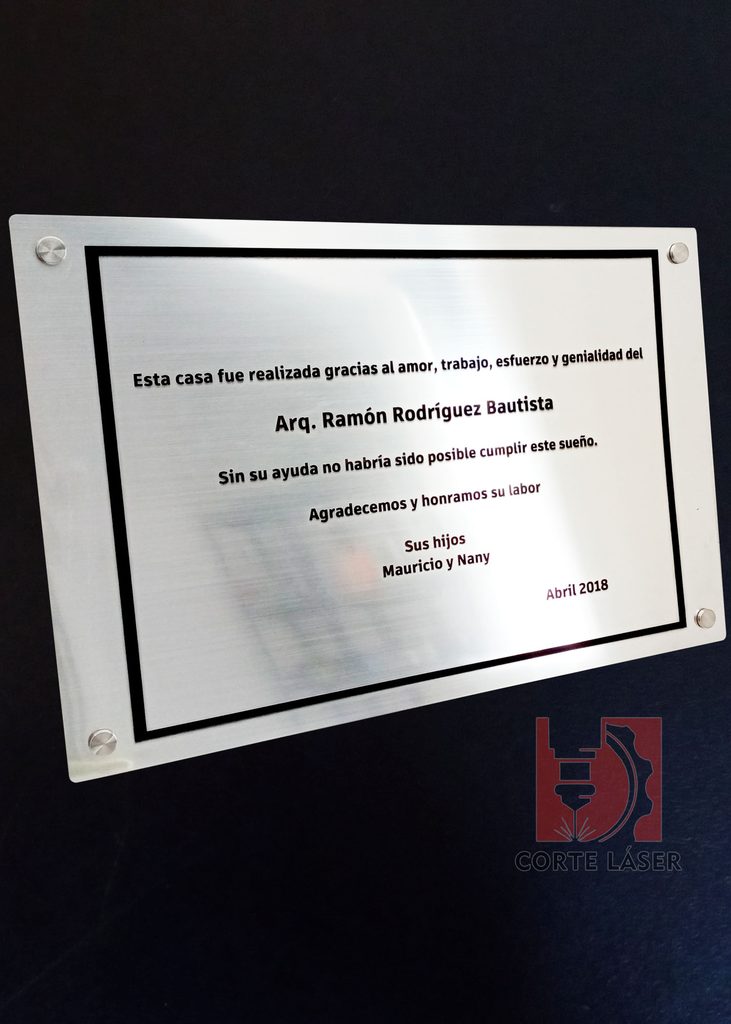 Esta casa fue realizada gracias al amor, trabajo, esfuerzo y genialidad del
Arq. Ramón Rodríguez Bautista
Sin su ayuda no habría sido posible cumplir este sueño.
Agradecemos y honramos su labor
Sus hijos
Mauricio y Nany
Abril 2018
CORTE LÁSER